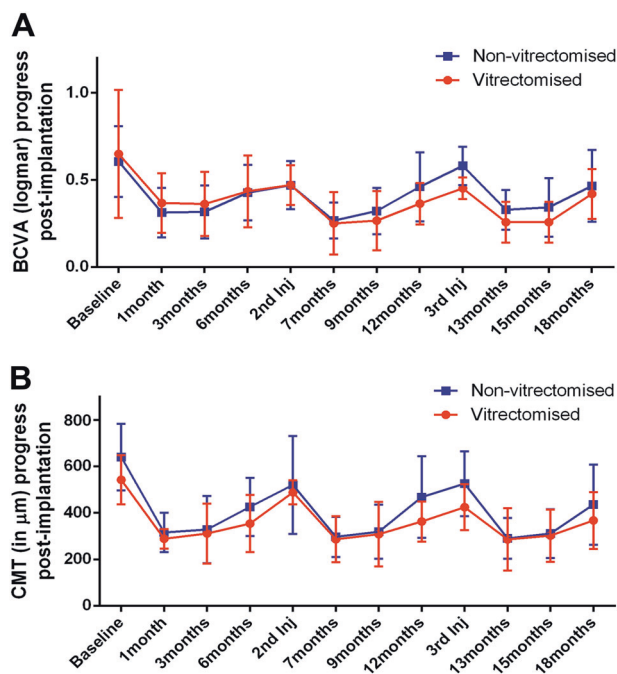 A
Non-vitrectomised
Vitrectomised
BCVA (logmar) progress
post-implantation
1.0
0.5
0.0
Baseline
1month
3months
6months
2nd Inj
7months
9months
12months
3rd Inj
13months
15months
18months
B
Non-vitrectomised
Vitrectomised
CMT (in μm) progress
post-implantation
800
600
400
200
0
Baseline
1month
3months
6months
2nd Inj
7months
9months
12months
3rd Inj
13months
15months
18months